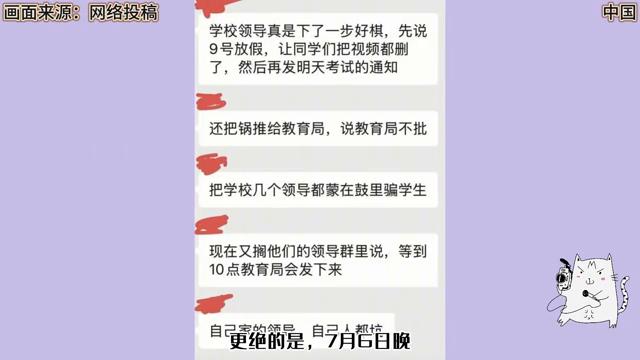 画面来源：网络投稿
中国
学校领导真是下了一步好棋，先说
9号放假，让同学们把视频都删
了，然后再发明天考试的通知
还把锅推给教育局，说教育局不批
把学校几个领导都蒙在鼓里骗学生
现在又搁他们的领导群里说，等到
10点教育局会发下来
自己家的领导，自己人都坑
更绝的是，7月6日晚